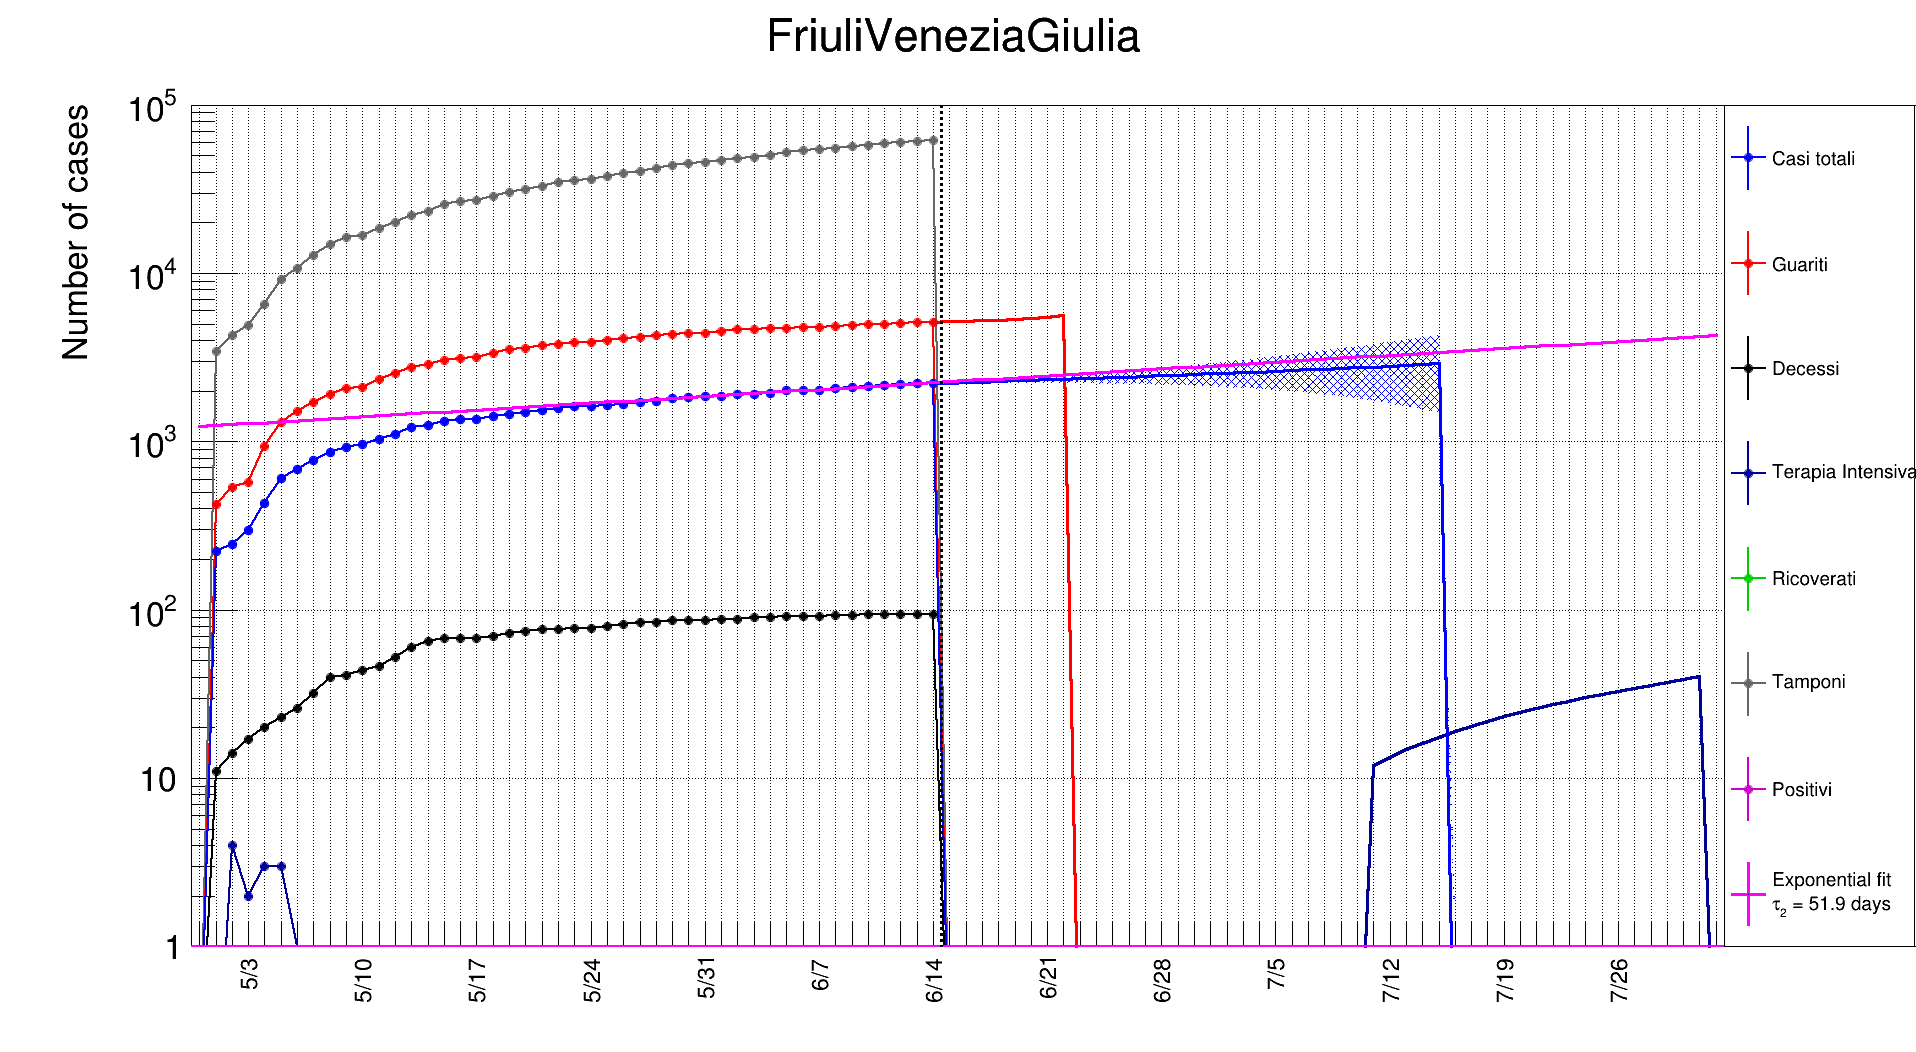 FriuliVeneziaGiulia
Number of cases
10^5
10^4
10^3
10^2
10
1
5/3
5/10
5/17
5/24
5/31
6/7
6/14
6/21
6/28
7/5
7/12
7/19
7/26
Casi totali
Guariti
Decessi
Terapia Intensiva
Ricoverati
Tamponi
Positivi
Exponential fit
τ₂ = 51.9 days